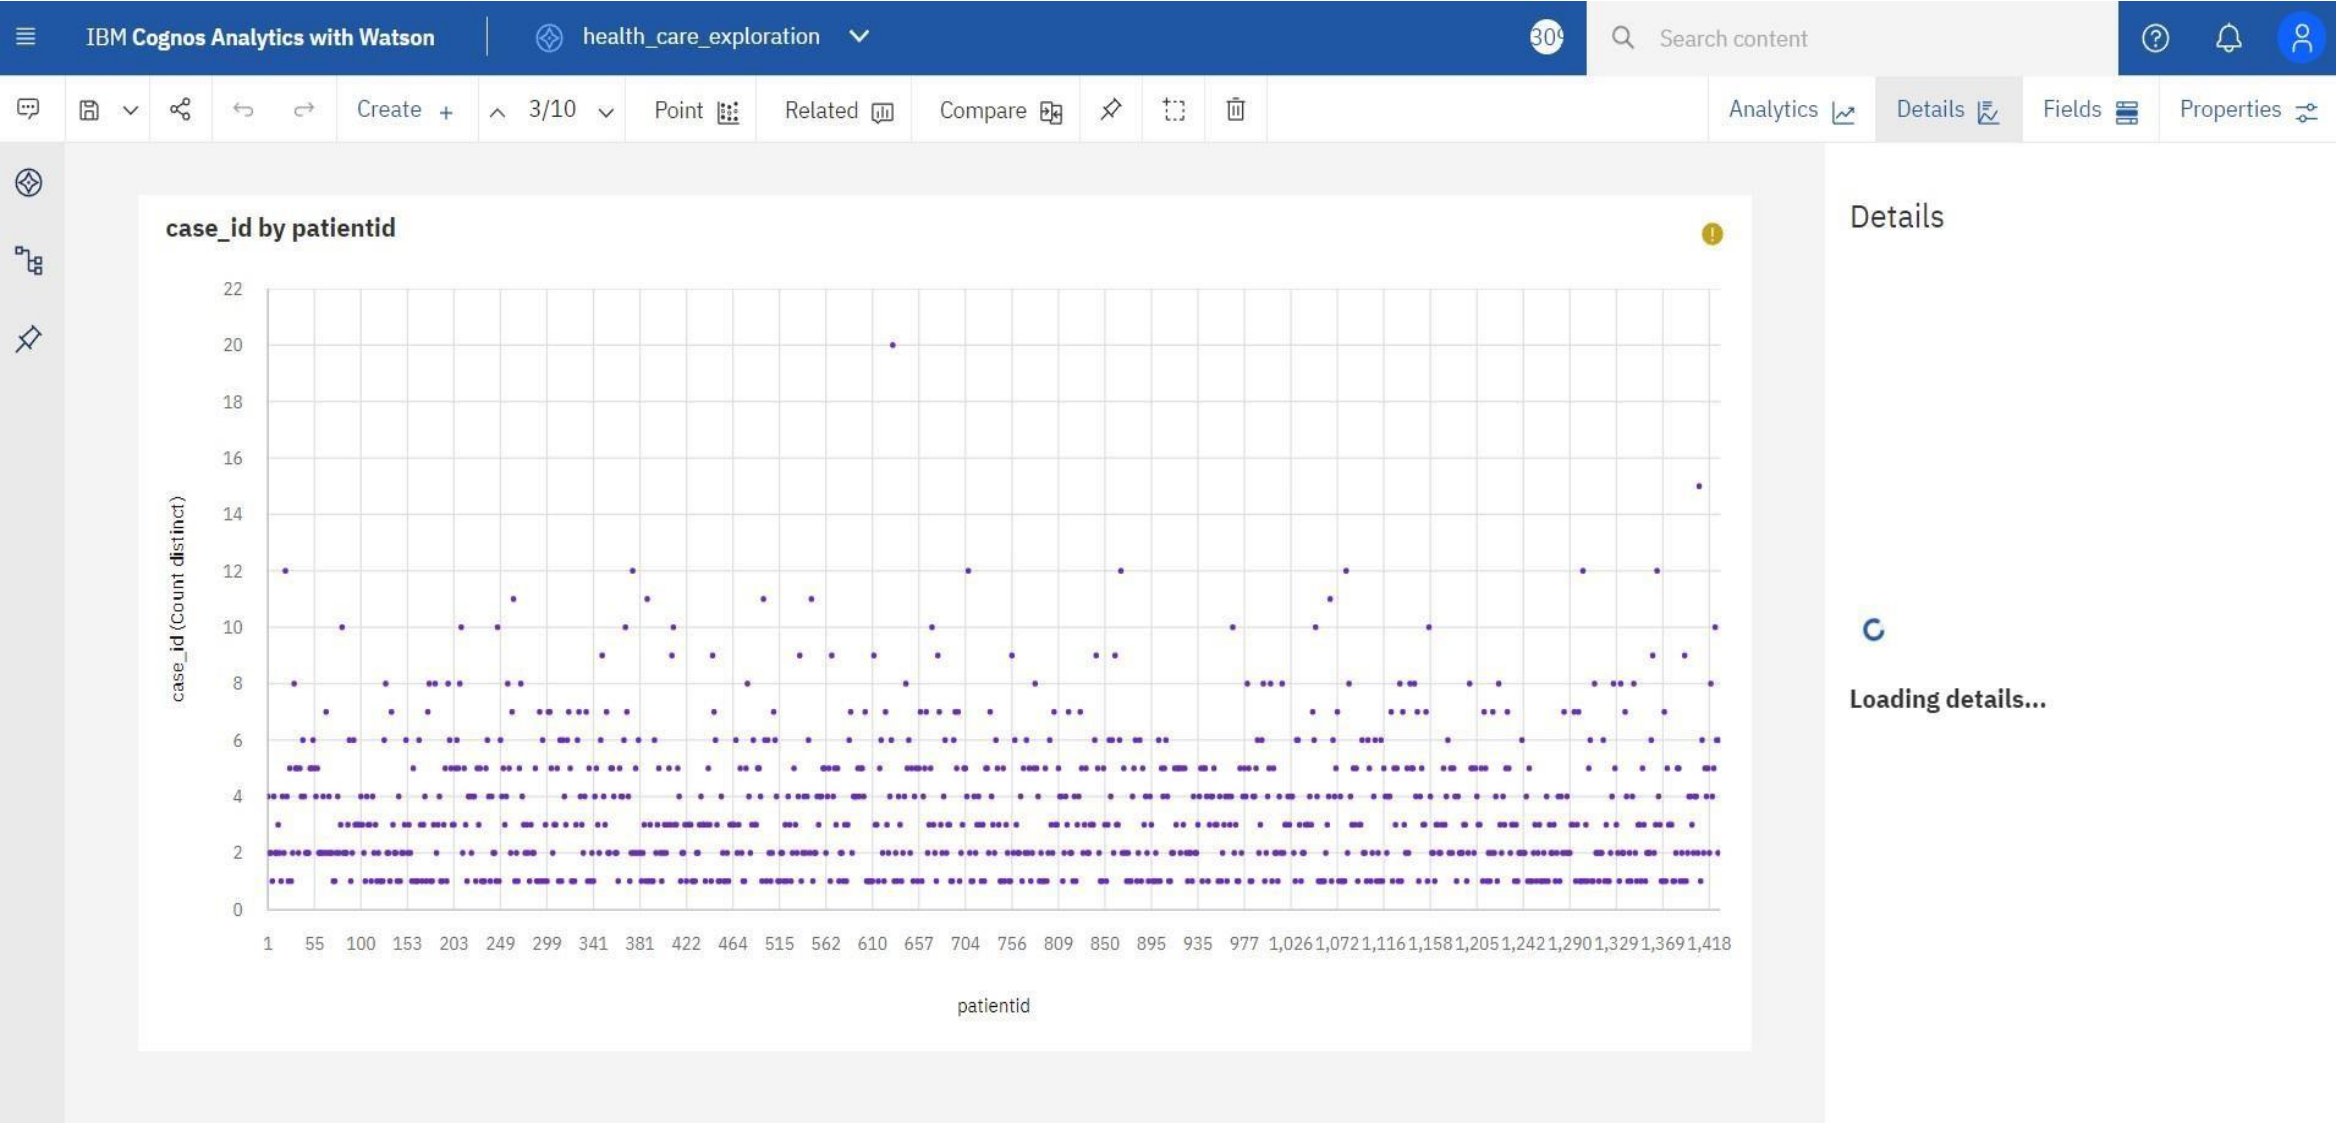 IBM Cognos Analytics with Watson
health_care_exploration
30
Search content
Create +
3/10
Point
Related
Compare
Analytics
Details
Fields
Properties
case_id by patientid
Details
22
20
18
16
14
12
10
8
6
4
2
0
case_id (Count distinct)
1 55 100 153 203 249 299 341 381 422 464 515 562 610 657 704 756 809 850 895 935 977 1,026 1,072 1,116 1,158 1,205 1,242 1,290 1,329 1,369 1,418
patientid
Loading details...